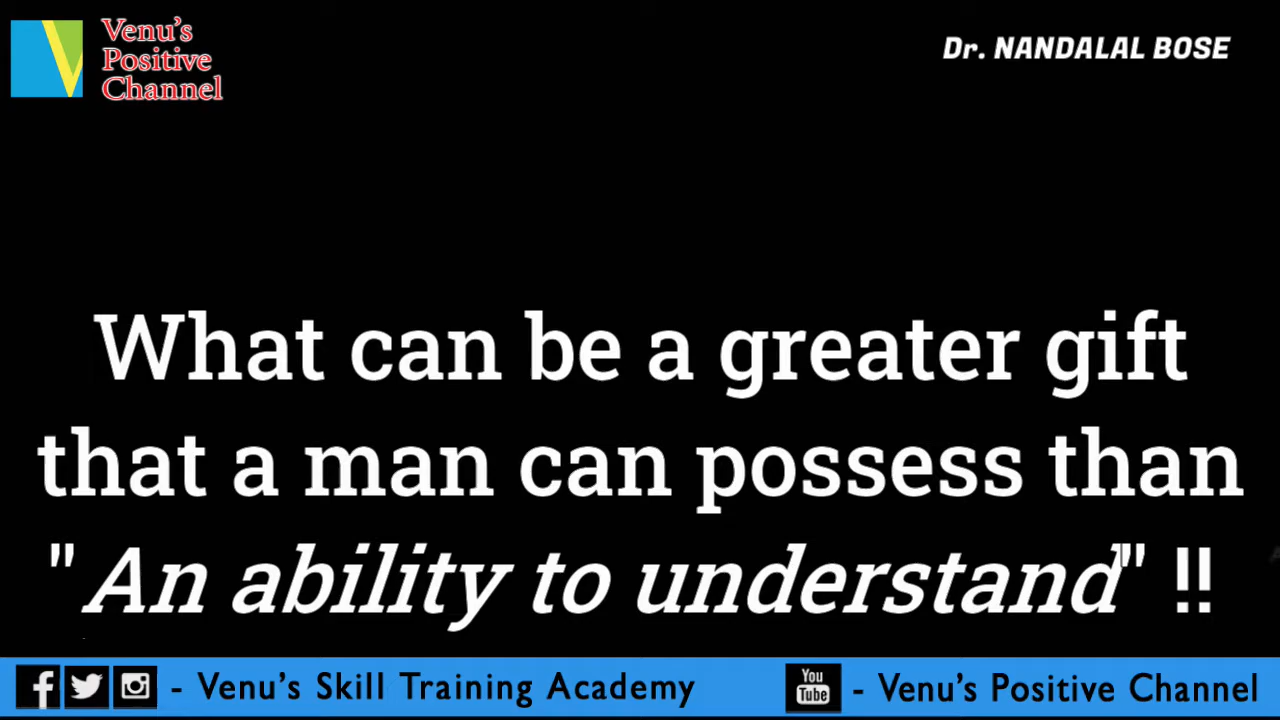 Venu's
Positive
Channel
Dr. NANDALAL BOSE
What can be a greater gift
that a man can possess than
"An ability to understand" !!
- Venu's Skill Training Academy
You
Tube
- Venu's Positive Channel